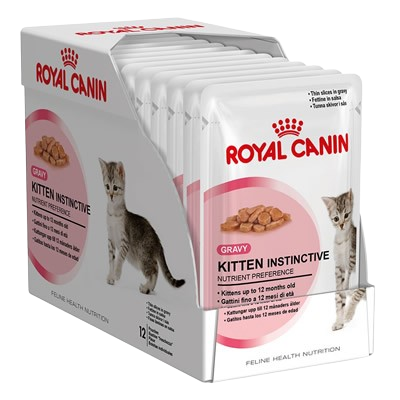 ROYAL CANIN
GRAVY
KITTEN INSTINCTIVE
NUTRIENT PREFERENCE
• Kittens up to 12 months old
• Gattini fino a 12 mesi di età
• Kattungar upp till 12 månaders ålder
• Gatitos hasta los 12 meses de edad
12
FELINE HEALTH NUTRITION
• Thin slices in gravy
• Fettine in salsa
• Tunna skivor i sås
ROYAL CANIN
GRAVY
KITTEN INSTINCTIVE
NUTRIENT PREFERENCE
• Kittens up to 12 months old
• Gattini fino a 12 mesi di età
• Kattungar upp till 12 månaders ålder
• Gatitos hasta los 12 meses de edad